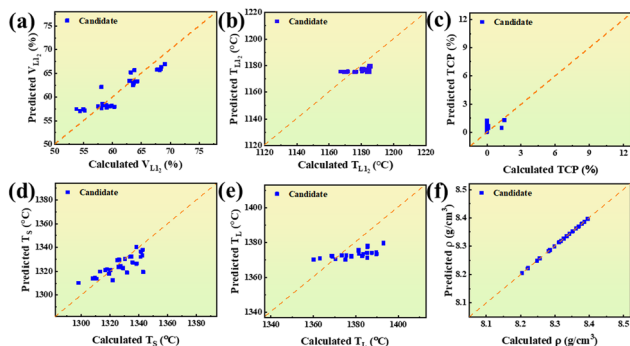 (a)
Candidate
Predicted V_L1₂ (%)
75
70
65
60
55
50
50 55 60 65 70 75
Calculated V_L1₂ (%)
(b)
Candidate
Predicted T_L1₂ (°C)
1220
1200
1180
1160
1140
1120
1120 1140 1160 1180 1200 1220
Calculated T_L1₂ (°C)
(c)
Candidate
Predicted TCP (%)
12
9
6
3
0
0 3 6 9 12
Calculated TCP (%)
(d)
Candidate
Predicted T_S (°C)
1380
1360
1340
1320
1300
1300 1320 1340 1360 1380
Calculated T_S (°C)
(e)
Candidate
Predicted T_L (°C)
1400
1380
1360
1340
1340 1360 1380 1400
Calculated T_L (°C)
(f)
Candidate
Predicted ρ (g/cm³)
8.5
8.4
8.3
8.2
8.1
8.1 8.2 8.3 8.4 8.5
Calculated ρ (g/cm³)